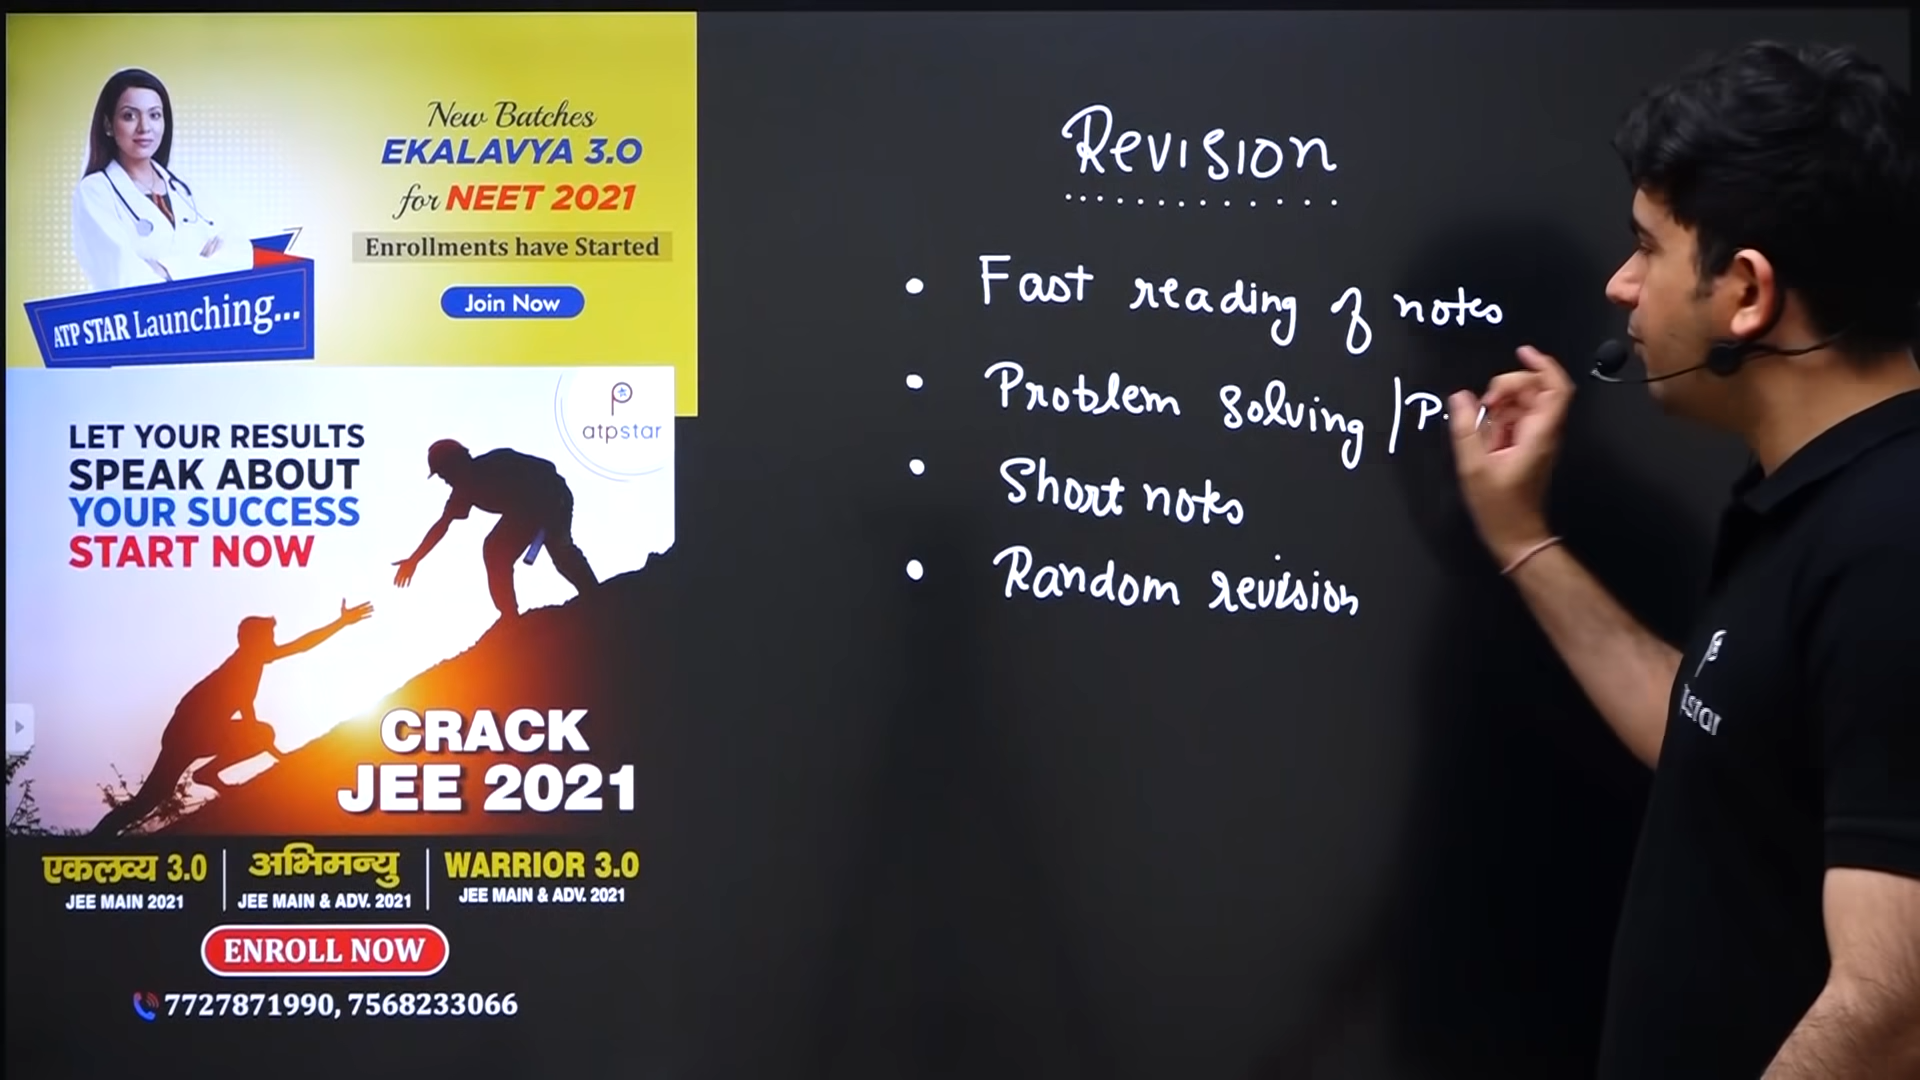 New Batches
EKALAVYA 3.0
for NEET 2021
Enrollments have Started
Join Now
ATP STAR Launching...
atpstar
LET YOUR RESULTS
SPEAK ABOUT
YOUR SUCCESS
START NOW
CRACK
JEE 2021
एकलव्य 3.0
JEE MAIN 2021
अभिमन्यु
JEE MAIN & ADV. 2021
WARRIOR 3.0
JEE MAIN & ADV. 2021
ENROLL NOW
7727871990, 7568233066
Revision
• Fast reading of notes
• Problem solving /
• Short notes
• Random revision